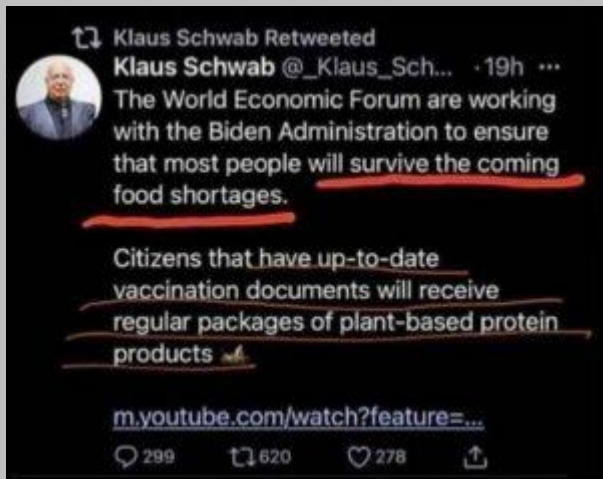 Klaus Schwab Retweeted
Klaus Schwab @_Klaus_Sch... ·19h ···
The World Economic Forum are working
with the Biden Administration to ensure
that most people will survive the coming
food shortages.
Citizens that have up-to-date
vaccination documents will receive
regular packages of plant-based protein
products
m.youtube.com/watch?feature=...
299 620 278